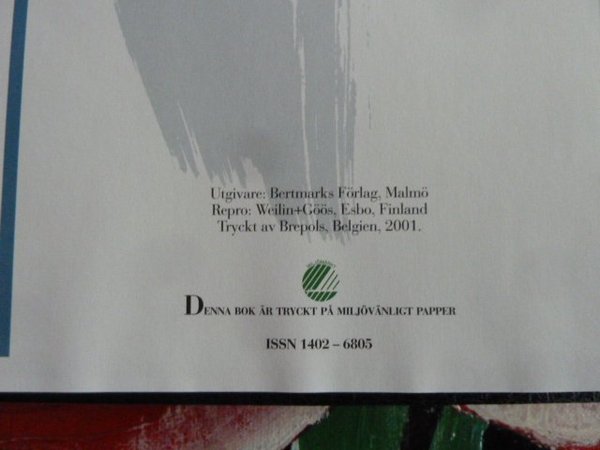 Utgivare: Bertmarks Förlag, Malmö
Repro: Weilin+Göös, Esbo, Finland
Tryckt av Brepols, Belgien, 2001.
DENNA BOK ÄR TRYCKT PÅ MILJÖVÄNLIGT PAPPER
ISSN 1402 – 6805